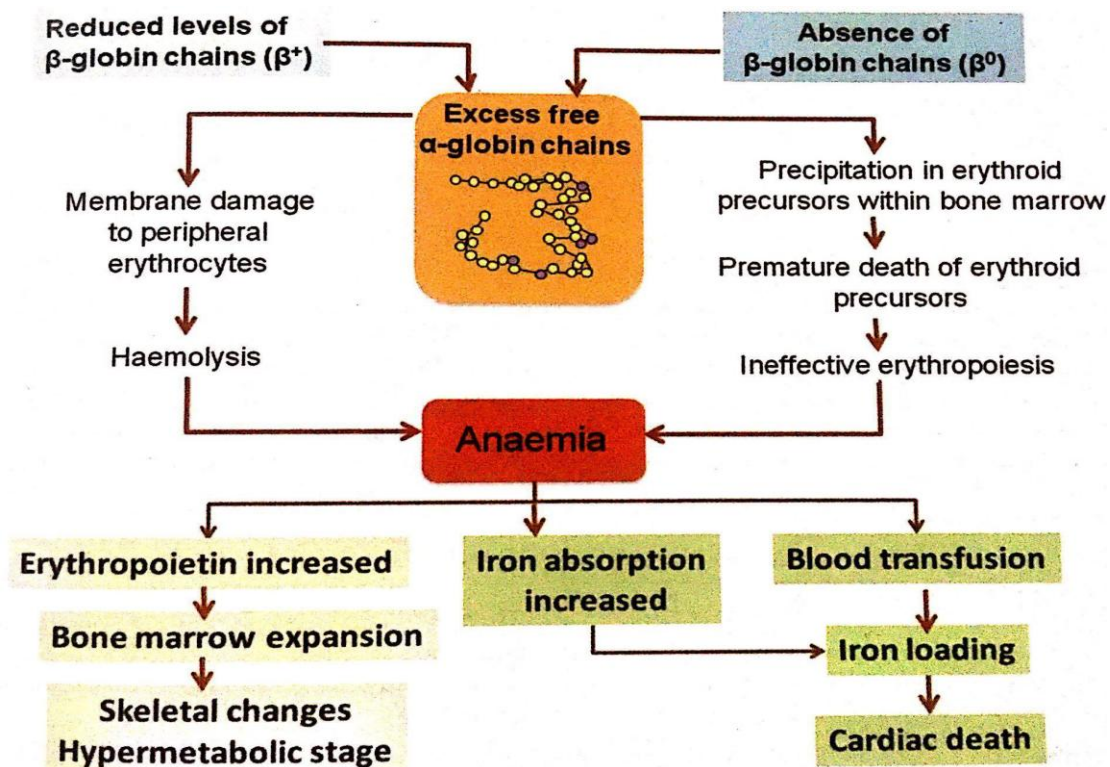 Reduced levels of
β-globin chains (β⁺)
Absence of
β-globin chains (β⁰)
Excess free
α-globin chains
Membrane damage
to peripheral
erythrocytes
Haemolysis
Precipitation in erythroid
precursors within bone marrow
Premature death of erythroid
precursors
Ineffective erythropoiesis
Anaemia
Erythropoietin increased
Bone marrow expansion
Skeletal changes
Hypermetabolic stage
Iron absorption
increased
Blood transfusion
Iron loading
Cardiac death